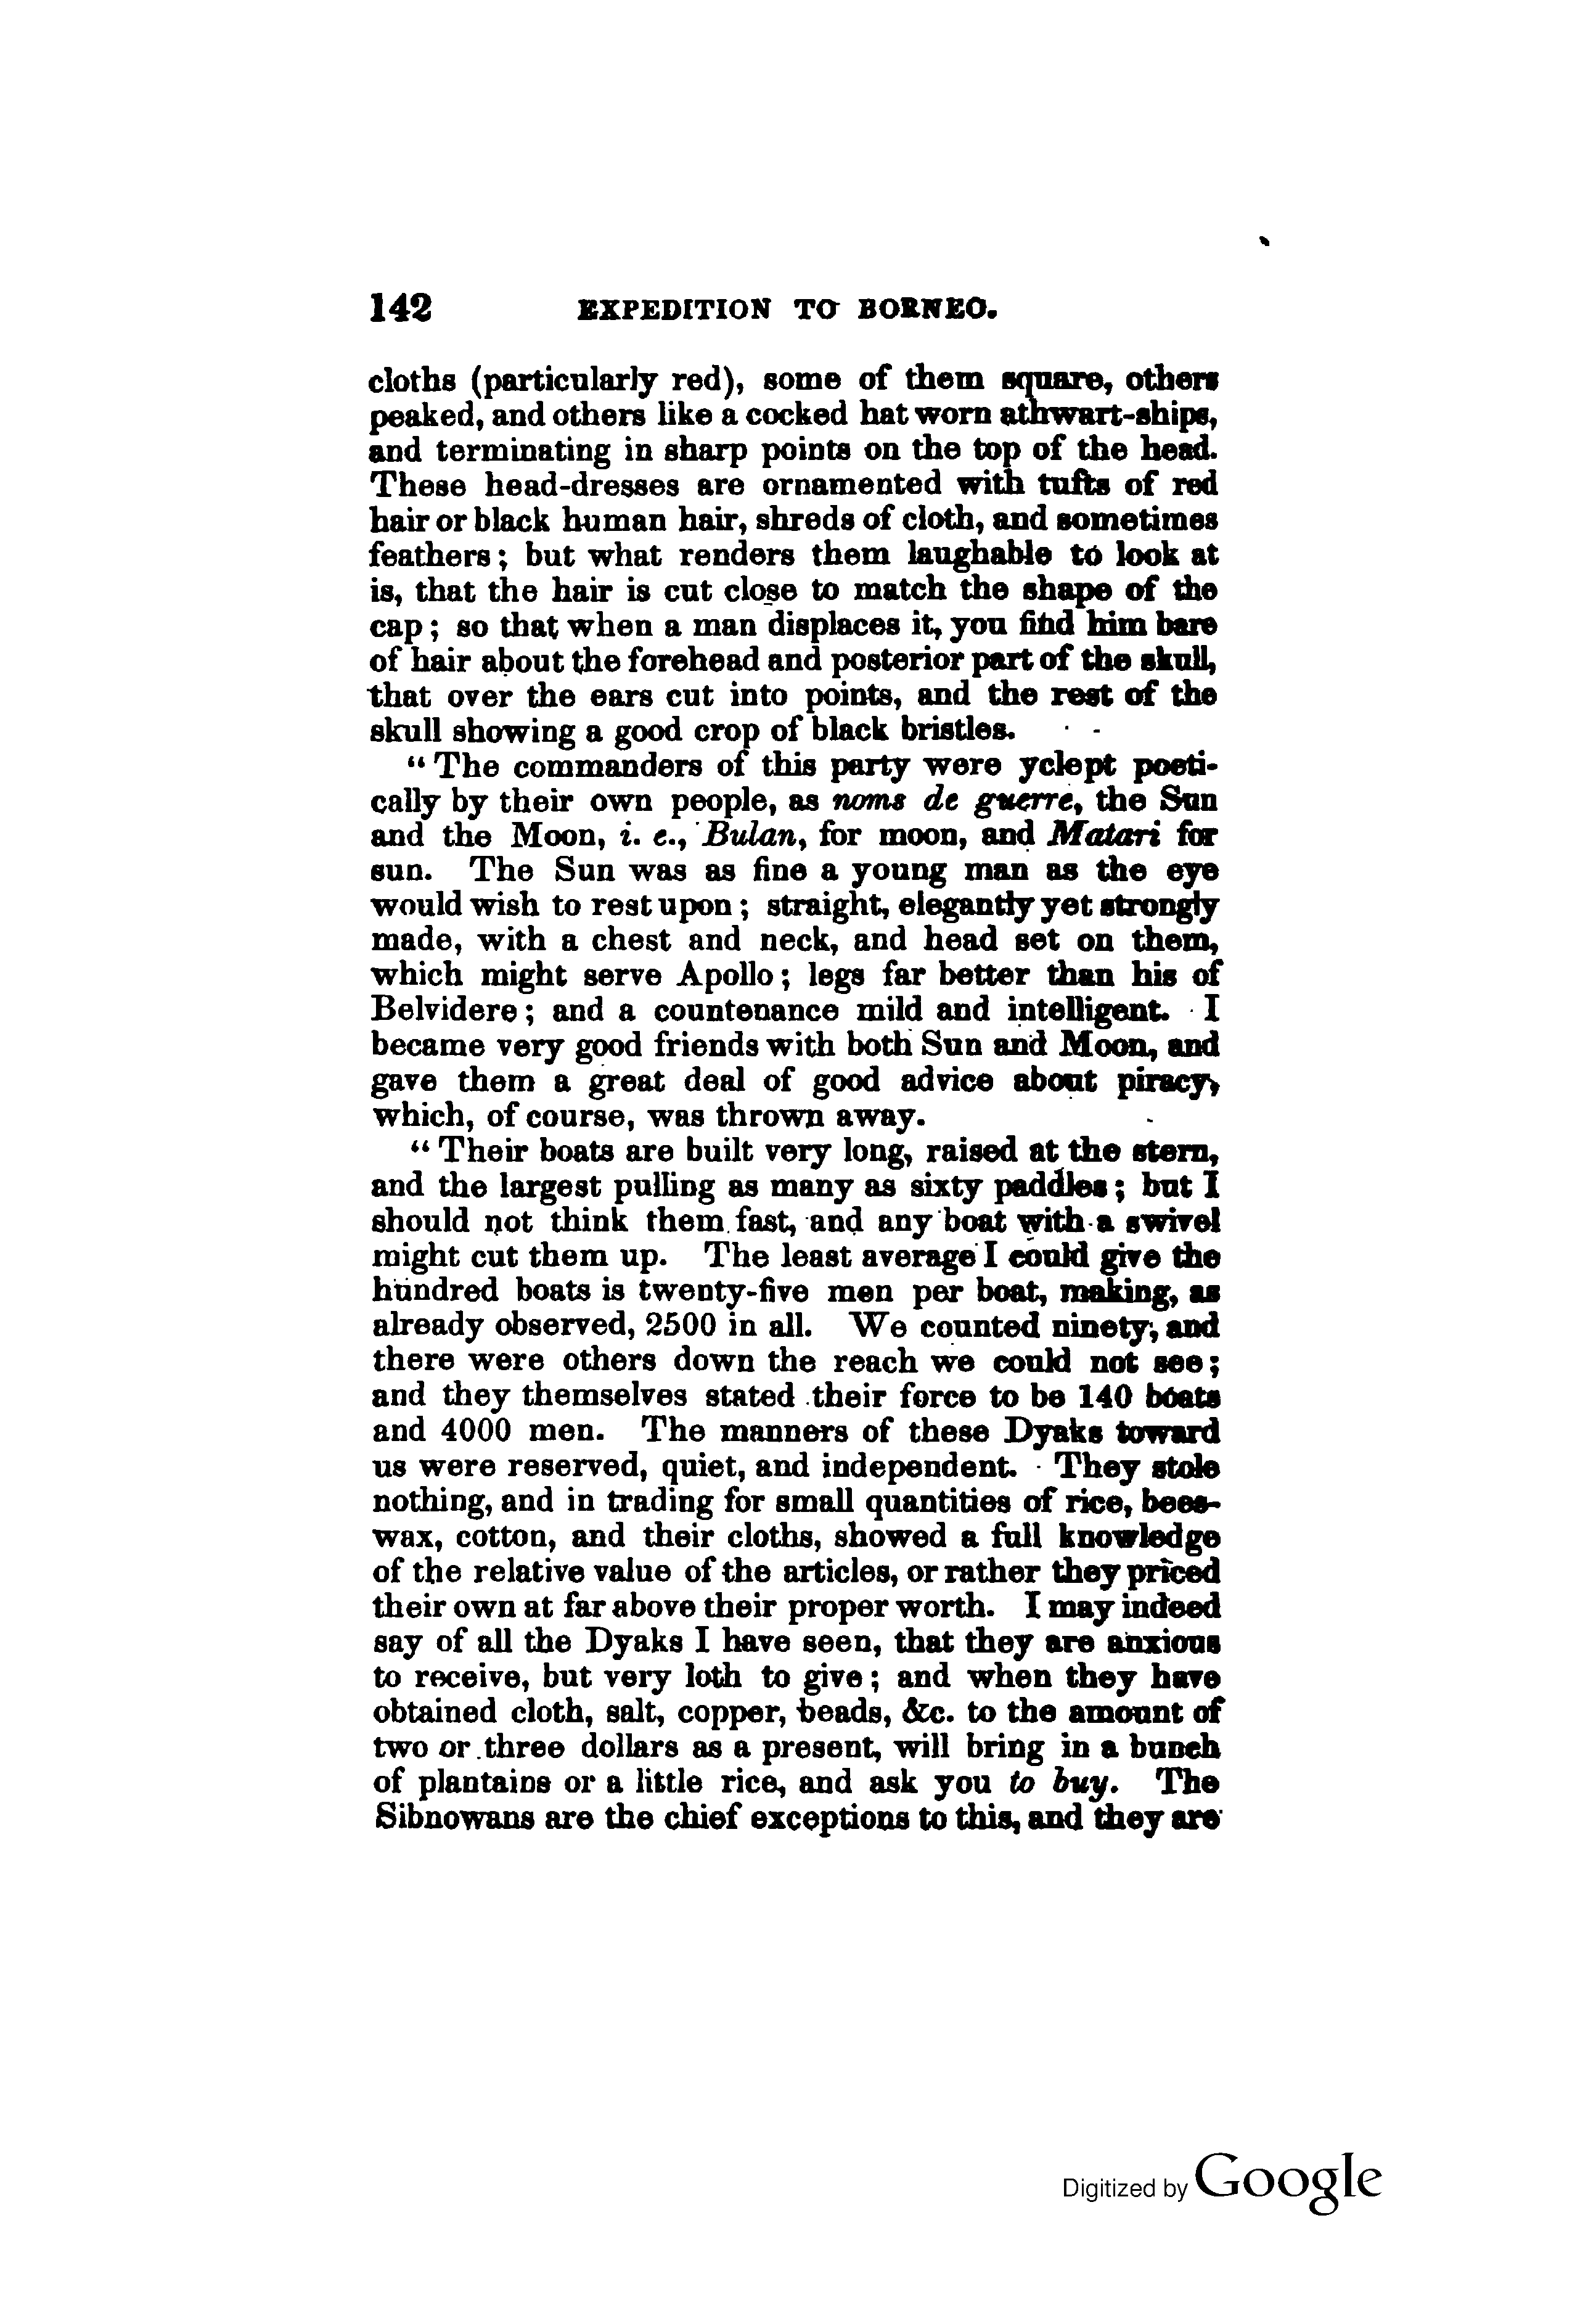 142 EXPEDITION TO BORNEO.
cloths (particularly red), some of them square, others
peaked, and others like a cocked hat worn athwart-ships,
and terminating in sharp points on the top of the head.
These head-dresses are ornamented with tufts of red
hair or black human hair, shreds of cloth, and sometimes
feathers; but what renders them laughable to look at
is, that the hair is cut close to match the shape of the
cap; so that when a man displaces it, you find him bare
of hair about the forehead and posterior part of the skull,
that over the ears cut into points, and the rest of the
skull showing a good crop of black bristles.
“The commanders of this party were yclept poeti-
cally by their own people, as noms de guerre, the Sun
and the Moon, i. e., Bulan, for moon, and Matari for
sun. The Sun was as fine a young man as the eye
would wish to rest upon; straight, elegantly yet strongly
made, with a chest and neck, and head set on them,
which might serve Apollo; legs far better than his of
Belvidere; and a countenance mild and intelligent. I
became very good friends with both Sun and Moon, and
gave them a great deal of good advice about piracy,
which, of course, was thrown away.
“Their boats are built very long, raised at the stern,
and the largest pulling as many as sixty paddles; but I
should not think them fast, and any boat with a swivel
might cut them up. The least average I could give the
hundred boats is twenty-five men per boat, making, as
already observed, 2500 in all. We counted ninety, and
there were others down the reach we could not see;
and they themselves stated their force to be 140 boats
and 4000 men. The manners of these Dyaks toward
us were reserved, quiet, and independent. They stole
nothing, and in trading for small quantities of rice, bees-
wax, cotton, and their cloths, showed a full knowledge
of the relative value of the articles, or rather they priced
their own at far above their proper worth. I may indeed
say of all the Dyaks I have seen, that they are anxious
to receive, but very loth to give; and when they have
obtained cloth, salt, copper, beads, &c. to the amount of
two or three dollars as a present, will bring in a bunch
of plantains or a little rice, and ask you to buy. The
Sibnowans are the chief exceptions to this, and they are
Digitized by Google